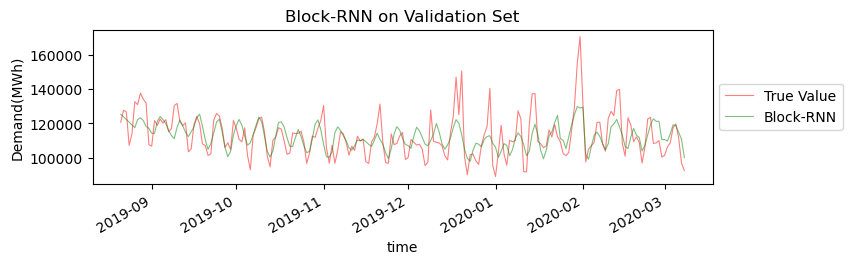 Block-RNN on Validation Set
Demand(MWh)
160000
140000
120000
100000
2019-09
2019-10
2019-11
2019-12
2020-01
2020-02
2020-03
time
True Value
Block-RNN